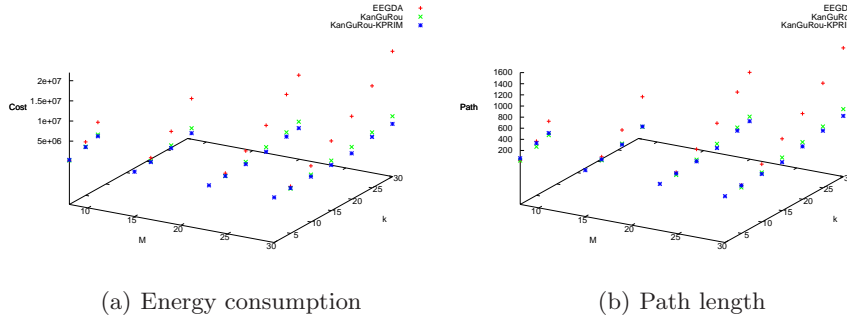 EEGDA
KanGuRou
KanGuRou-KPRIM
Cost
2e+07
1.5e+07
1e+07
5e+06
10
15
20
25
30
M
5
10
15
20
25
30
k
(a) Energy consumption
EEGDA
KanGuRou
KanGuRou-KPRIM
Path
1600
1400
1200
1000
800
600
400
200
10
15
20
25
30
M
5
10
15
20
25
30
k
(b) Path length